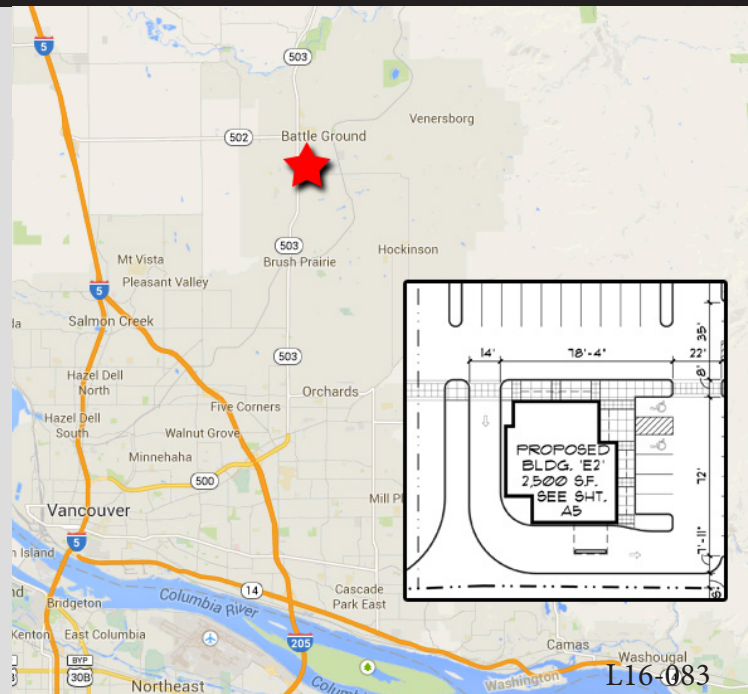 5
503
Venersborg
502
Battle Ground
503
Hockinson
Brush Prairie
Mt Vista
Pleasant Valley
5
Salmon Creek
503
Hazel Dell
North
Orchards
Five Corners
Hazel Dell
South
Walnut Grove
Minnehaha
500
Mill
Vancouver
5
Island
14
Cascade
Park East
Columbia River
Bridgeton
Kenton
East Columbia
205
BYP
30B
Northeast
Camas
Washougal
Washington
14'
78'-4"
22'
35'
8'
72'
PROPOSED
BLDG. 'E2'
2,500 S.F.
SEE SHT.
A5
L16-083